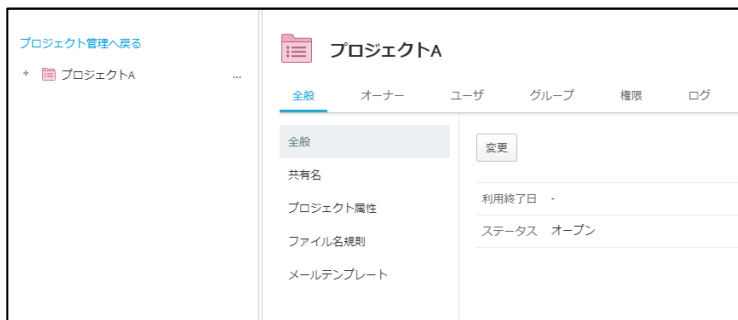 プロジェクト管理へ戻る
+ プロジェクトA ...
プロジェクトA
全般 オーナー ユーザ グループ 権限 ログ
全般
共有名
プロジェクト属性
ファイル名規則
メールテンプレート
変更
利用終了日 -
ステータス オープン